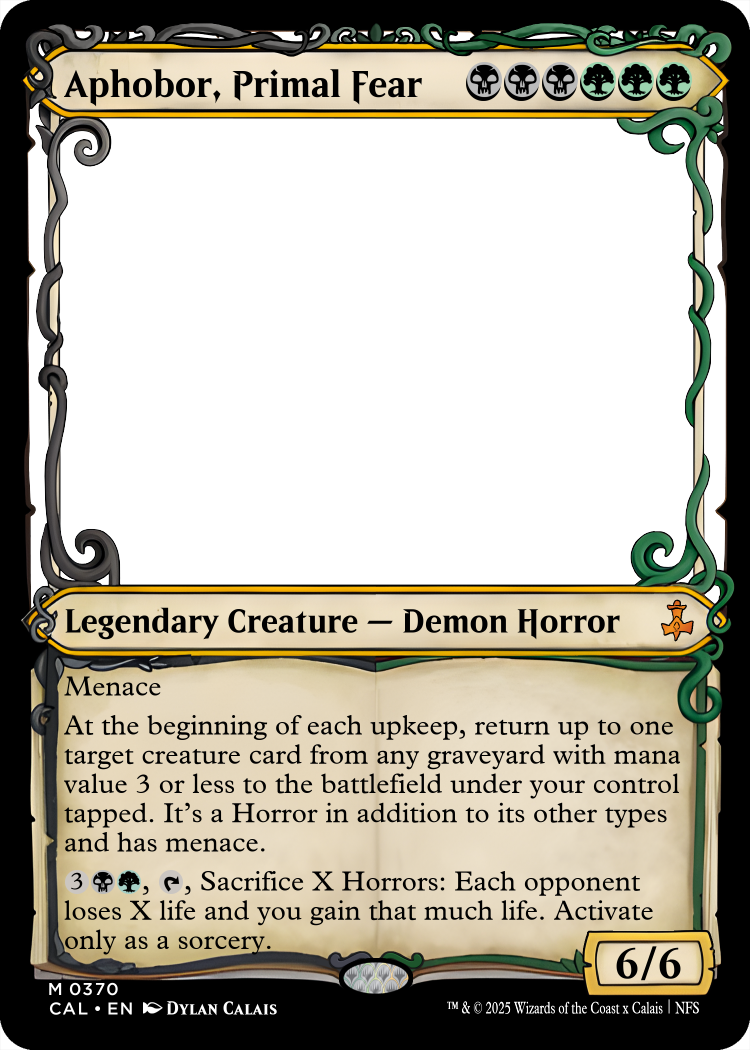 Aphobor, Primal Fear
Legendary Creature — Demon Horror
Menace
At the beginning of each upkeep, return up to one
target creature card from any graveyard with mana
value 3 or less to the battlefield under your control
tapped. It's a Horror in addition to its other types
and has menace.
3 , , Sacrifice X Horrors: Each opponent
loses X life and you gain that much life. Activate
only as a sorcery.
6/6
M 0370
CAL • EN DYLAN CALAIS
™ & © 2025 Wizards of the Coast x Calais | NFS